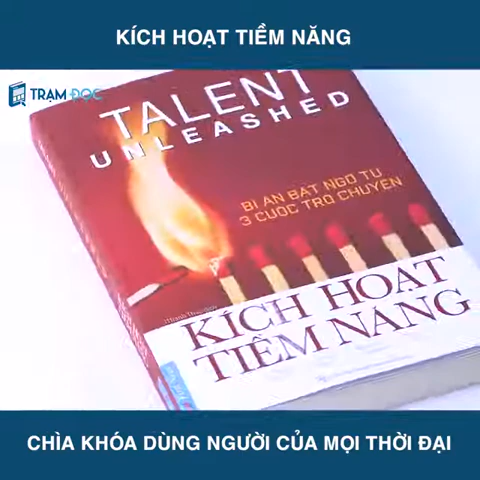 KÍCH HOẠT TIỀM NĂNG
TRẠM ĐỌC
TALENT
UNLEASHED
BÍ ẨN BẤT NGỜ TỪ
3 CUỘC TRÒ CHUYỆN
KÍCH HOẠT
TIỀM NĂNG
CHÌA KHÓA DÙNG NGƯỜI CỦA MỌI THỜI ĐẠI